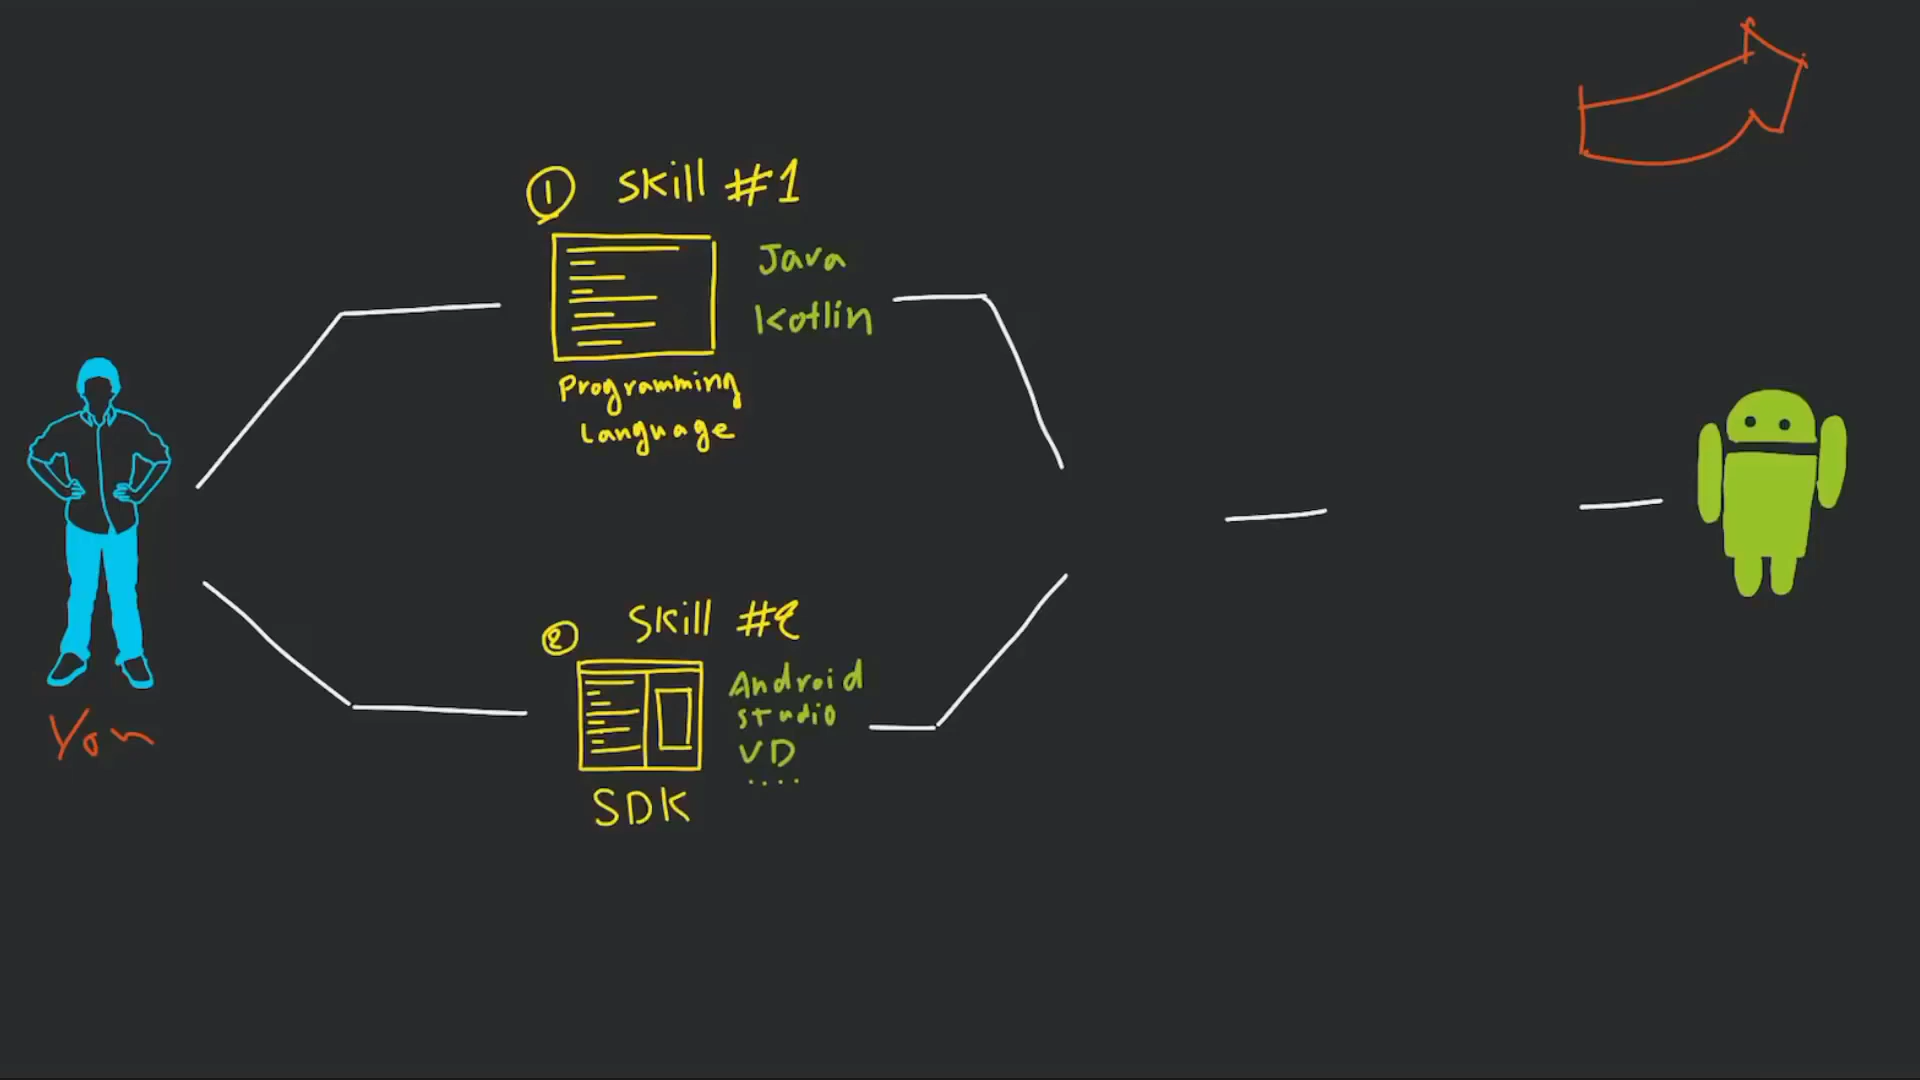 ① Skill #1
Java
Kotlin
Programming
Language
You
② Skill #2
Android
Studio
VD
....
SDK